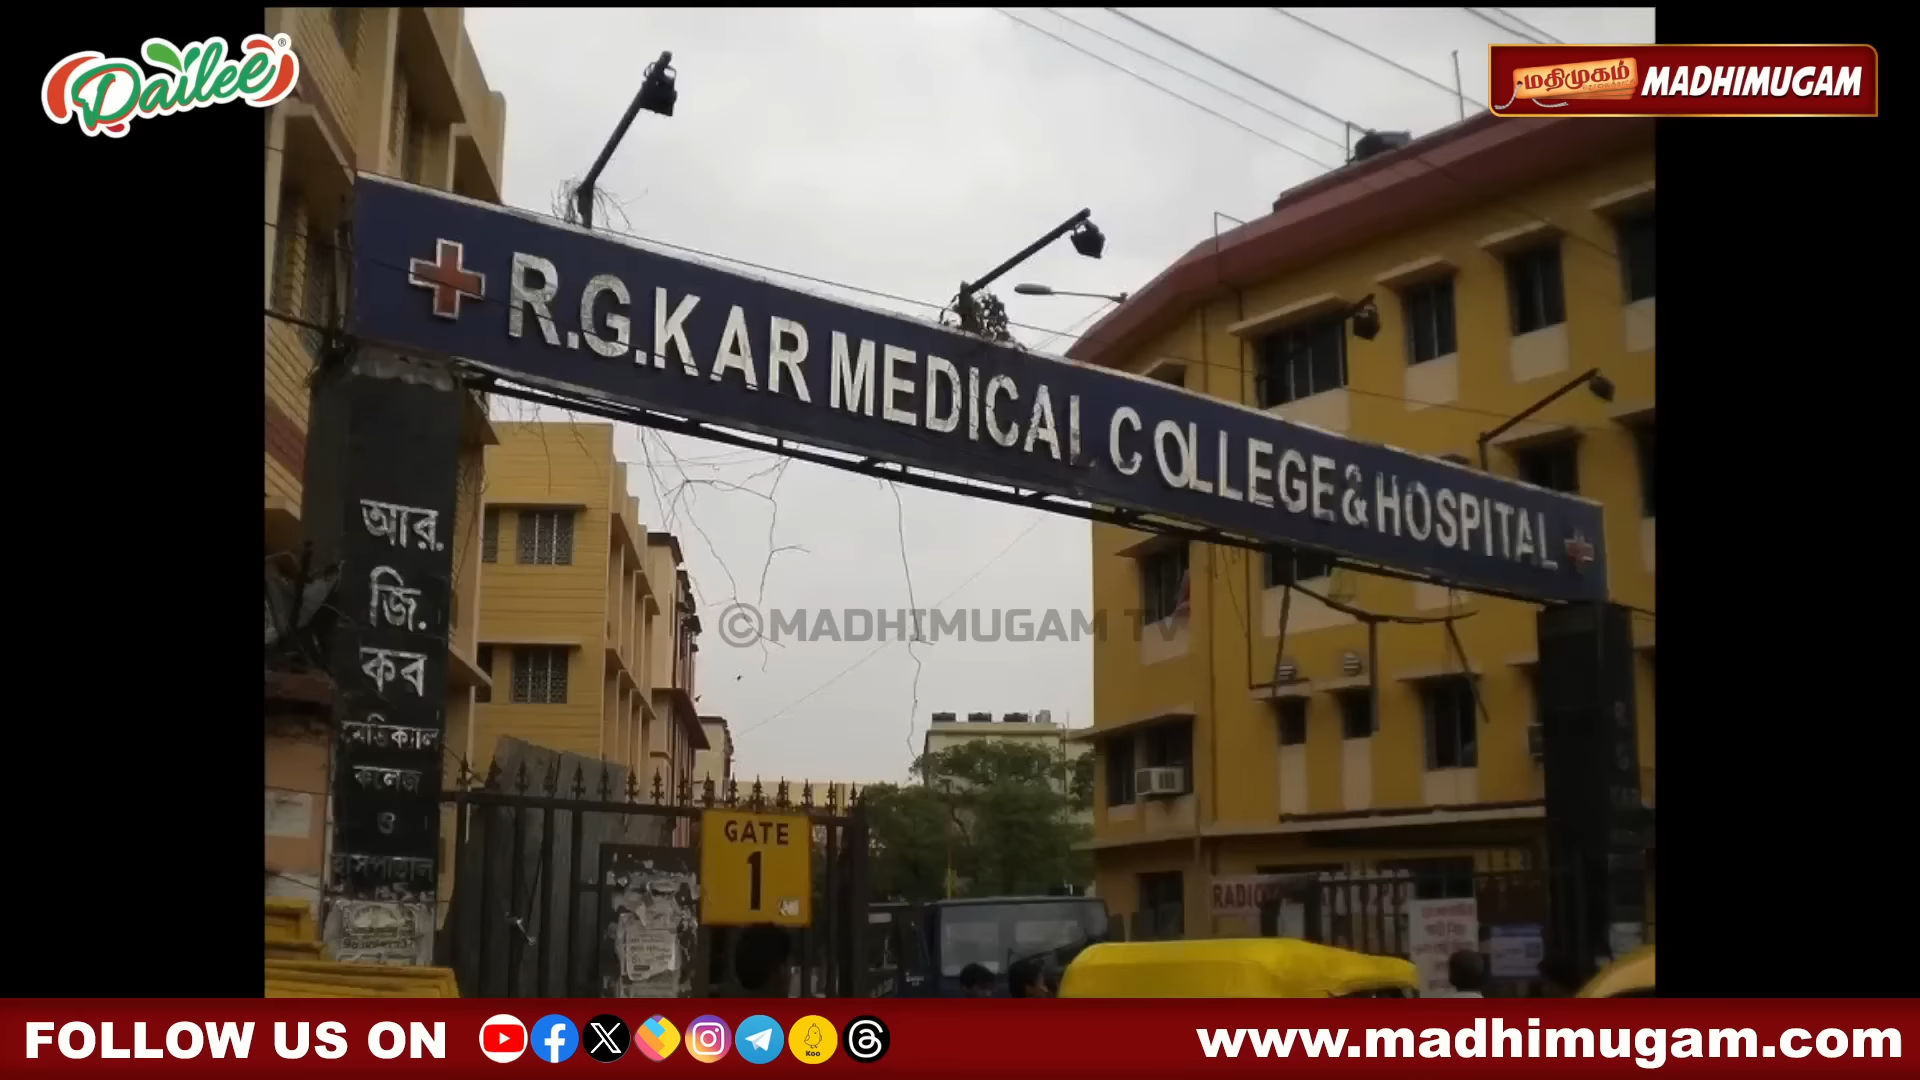 Dailee
மதிமுகம் MADHIMUGAM
R.G.KAR MEDICAL COLLEGE & HOSPITAL
আর.
জি.
কর
মেডিক্যাল
কলেজ
ও
হাসপাতাল
©MADHIMUGAM TV
GATE
1
FOLLOW US ON
Koo
www.madhimugam.com